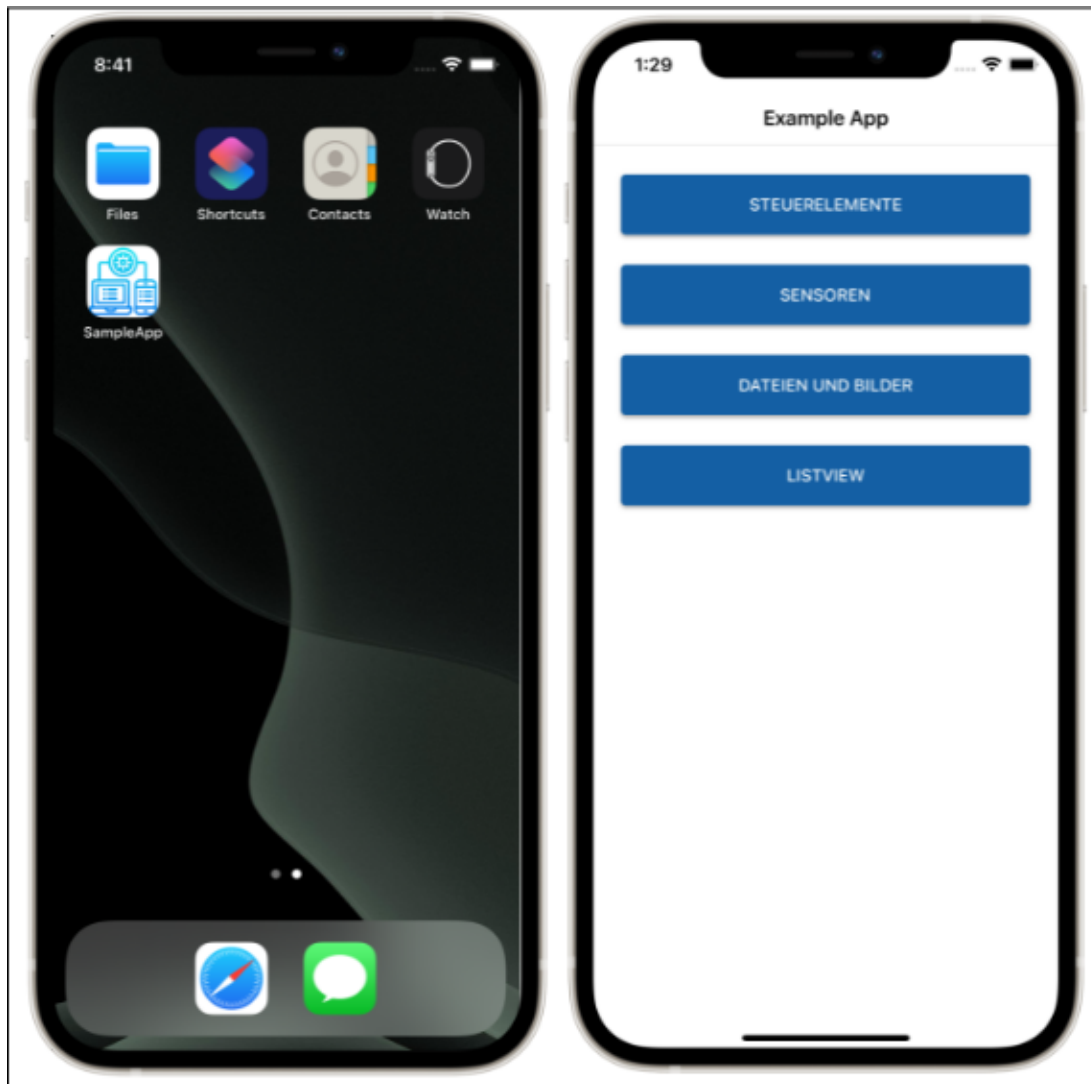 8:41
Files
Shortcuts
Contacts
Watch
SampleApp
1:29
Example App
STEUERELEMENTE
SENSOREN
DATEIEN UND BILDER
LISTVIEW